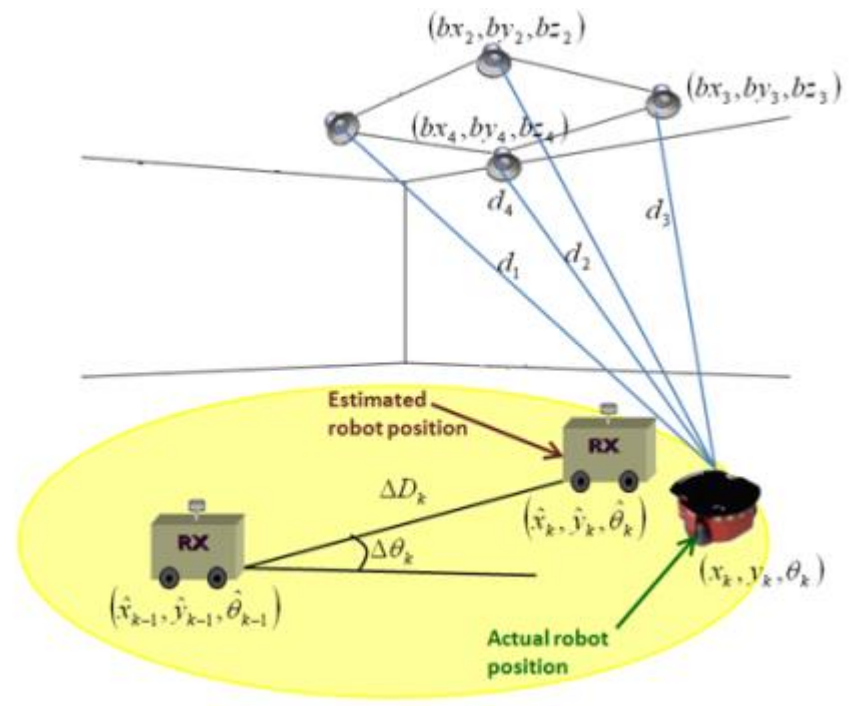 (bx₂, by₂, bz₂)
(bx₃, by₃, bz₃)
(bx₄, by₄, bz₄)
d₄
d₃
d₂
d₁
Estimated
robot position
RX
ΔDₖ
(x̂ₖ, ŷₖ, θ̂ₖ)
RX
Δθₖ
(xₖ, yₖ, θₖ)
(x̂ₖ₋₁, ŷₖ₋₁, θ̂ₖ₋₁)
Actual robot
position